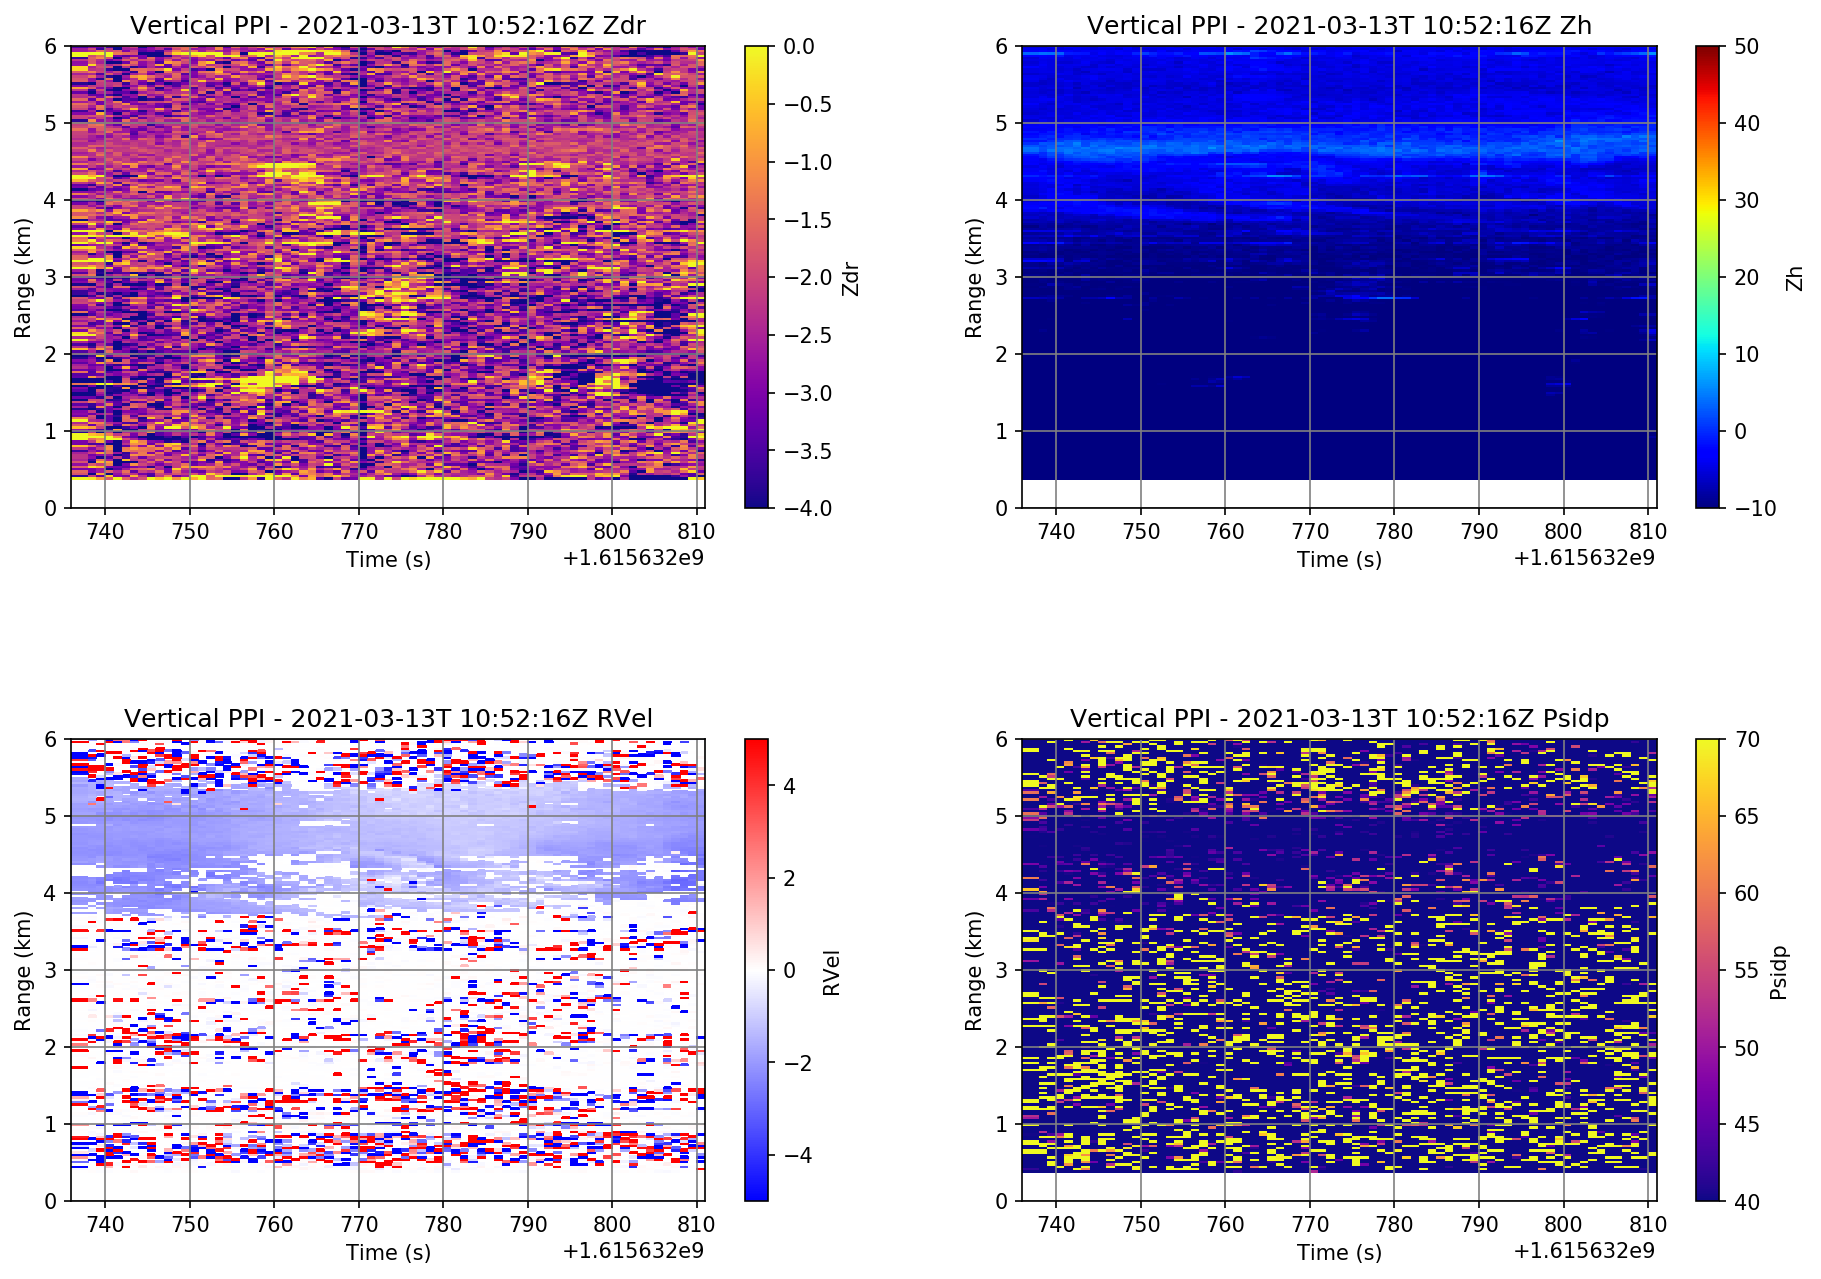 Vertical PPI - 2021-03-13T 10:52:16Z Zdr
6
5
4
3
2
1
0
Range (km)
740 750 760 770 780 790 800 810
Time (s)
+1.615632e9
0.0
−0.5
−1.0
−1.5
−2.0
−2.5
−3.0
−3.5
−4.0
Zdr
Vertical PPI - 2021-03-13T 10:52:16Z Zh
6
5
4
3
2
1
0
Range (km)
740 750 760 770 780 790 800 810
Time (s)
+1.615632e9
50
40
30
20
10
0
−10
Zh
Vertical PPI - 2021-03-13T 10:52:16Z RVel
6
5
4
3
2
1
0
Range (km)
740 750 760 770 780 790 800 810
Time (s)
+1.615632e9
4
2
0
−2
−4
RVel
Vertical PPI - 2021-03-13T 10:52:16Z Psidp
6
5
4
3
2
1
0
Range (km)
740 750 760 770 780 790 800 810
Time (s)
+1.615632e9
70
65
60
55
50
45
40
Psidp